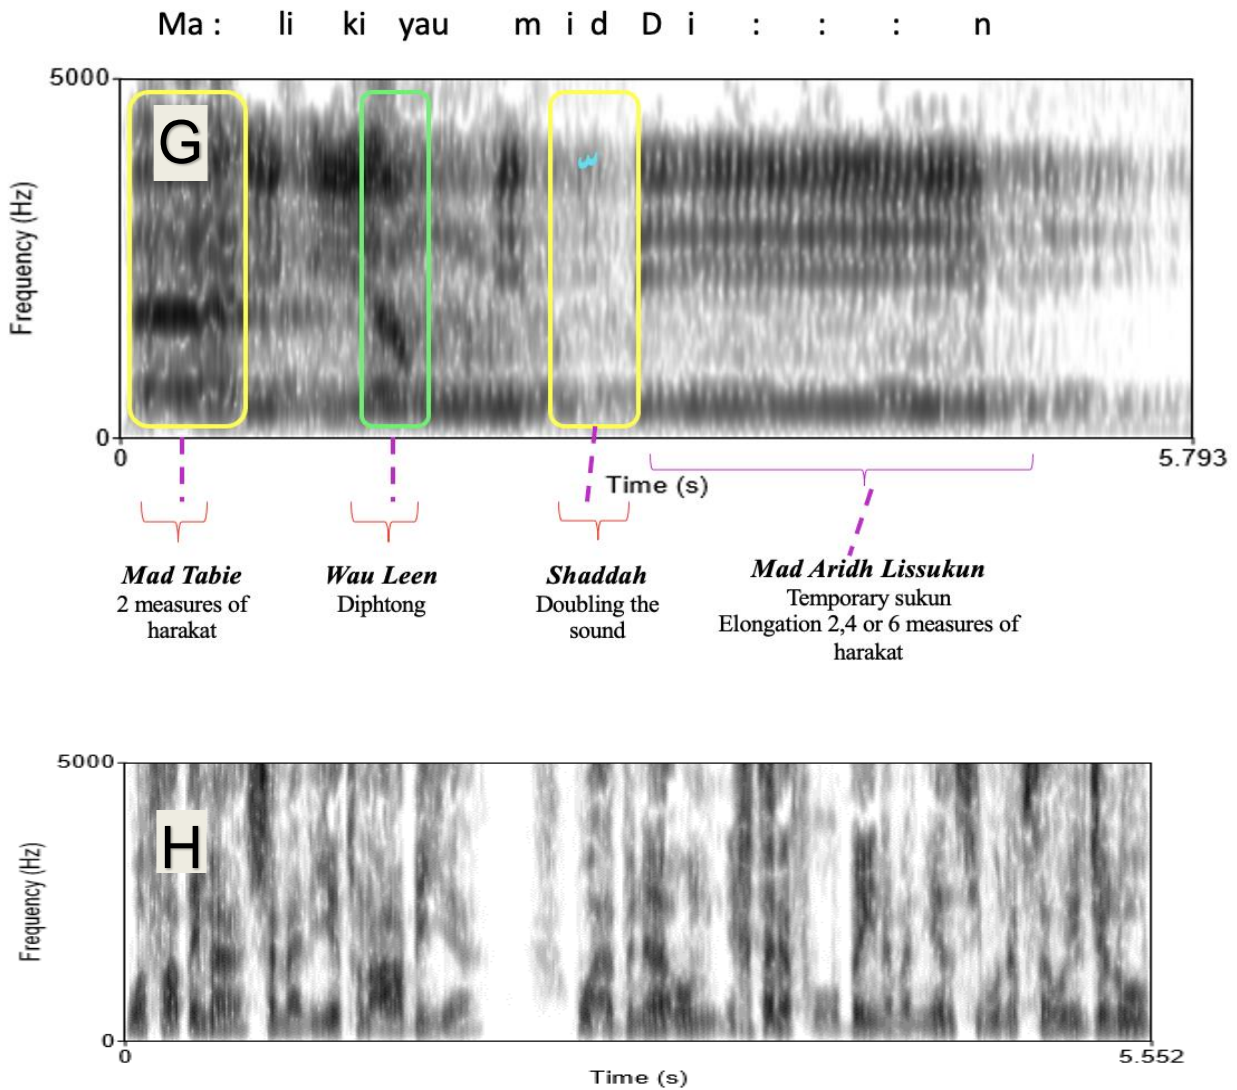 Ma : li ki yau m i d D i : : : n
5000
G
Frequency (Hz)
0
0
5.793
Time (s)
Mad Tabie
2 measures of
harakat
Wau Leen
Diphtong
Shaddah
Doubling the
sound
Mad Aridh Lissukun
Temporary sukun
Elongation 2,4 or 6 measures of
harakat
5000
H
Frequency (Hz)
0
0
5.552
Time (s)